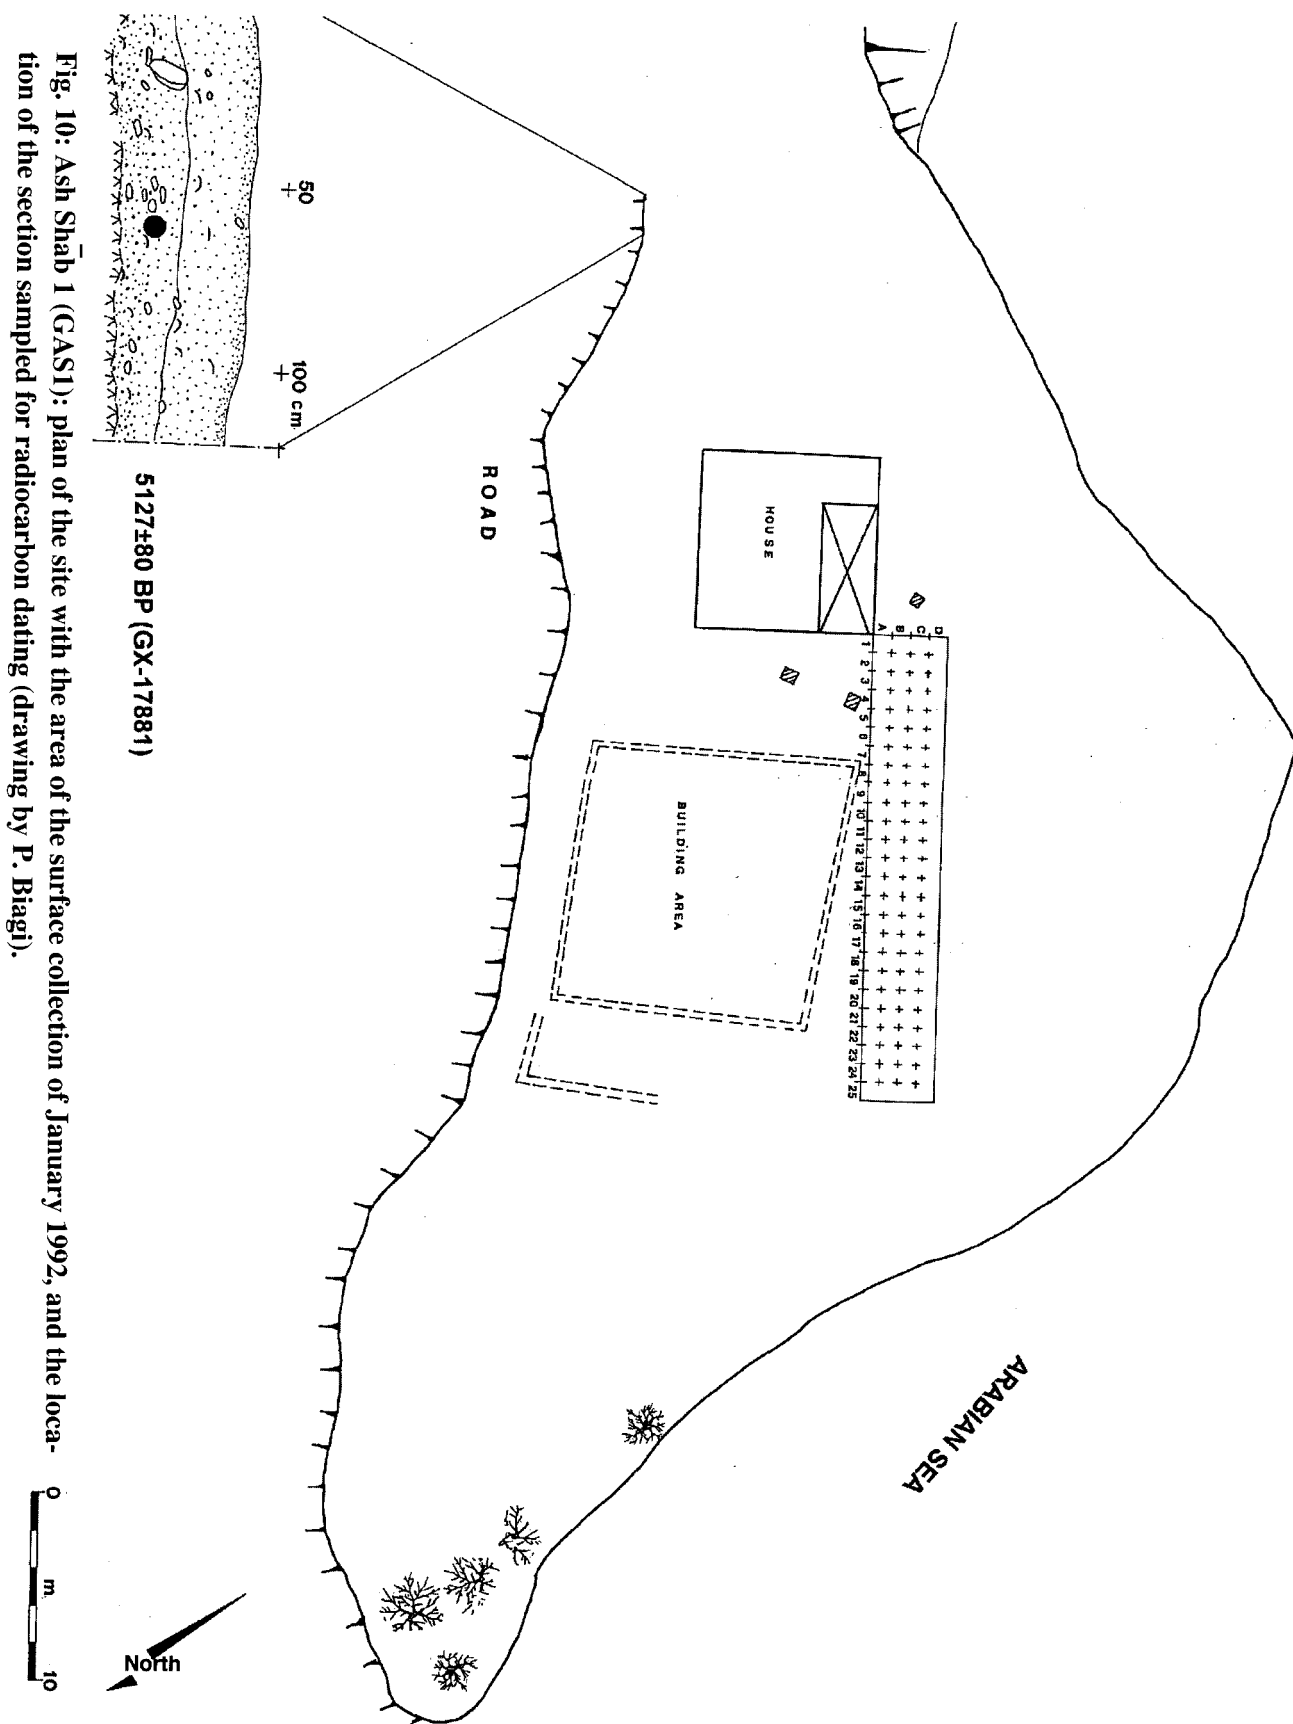 ARABIAN SEA
D
C
B
A
1 2 3 4 5 6 7 8 9 10 11 12 13 14 15 16 17 18 19 20 21 22 23 24 25
HOUSE
BUILDING AREA
ROAD
50
100 cm.
5127±80 BP (GX-17881)
North
0 m. 10
Fig. 10: Ash Shāb 1 (GAS1): plan of the site with the area of the surface collection of January 1992, and the loca-
tion of the section sampled for radiocarbon dating (drawing by P. Biagi).